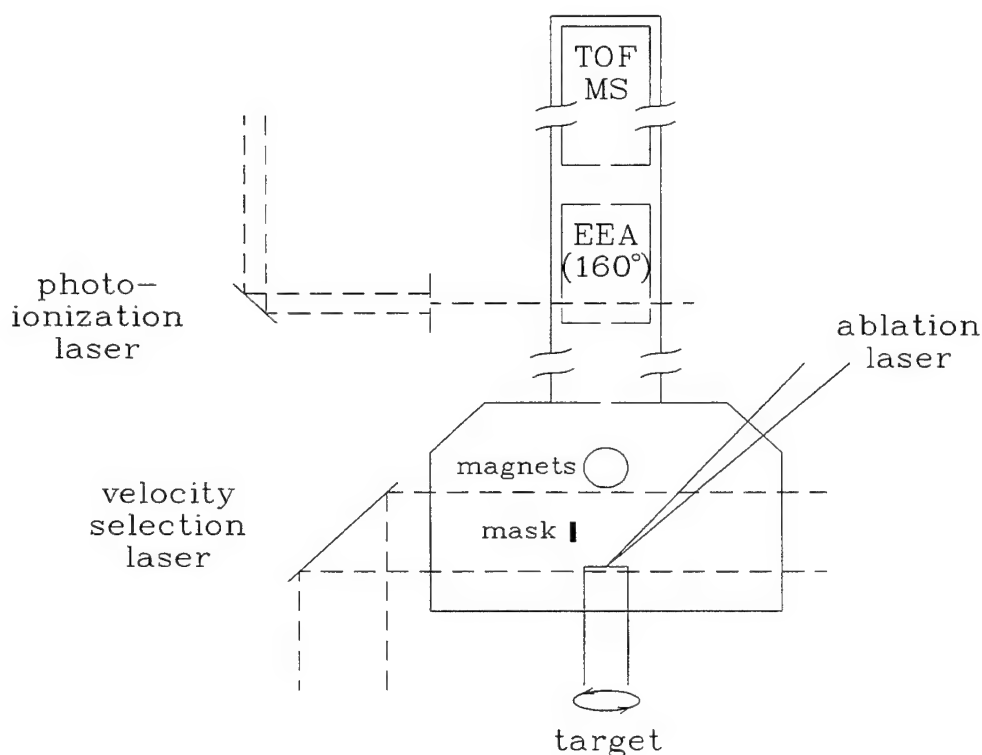 TOF
MS
EEA
(160°)
photo-
ionization
laser
ablation
laser
magnets
velocity
selection
laser
mask
target